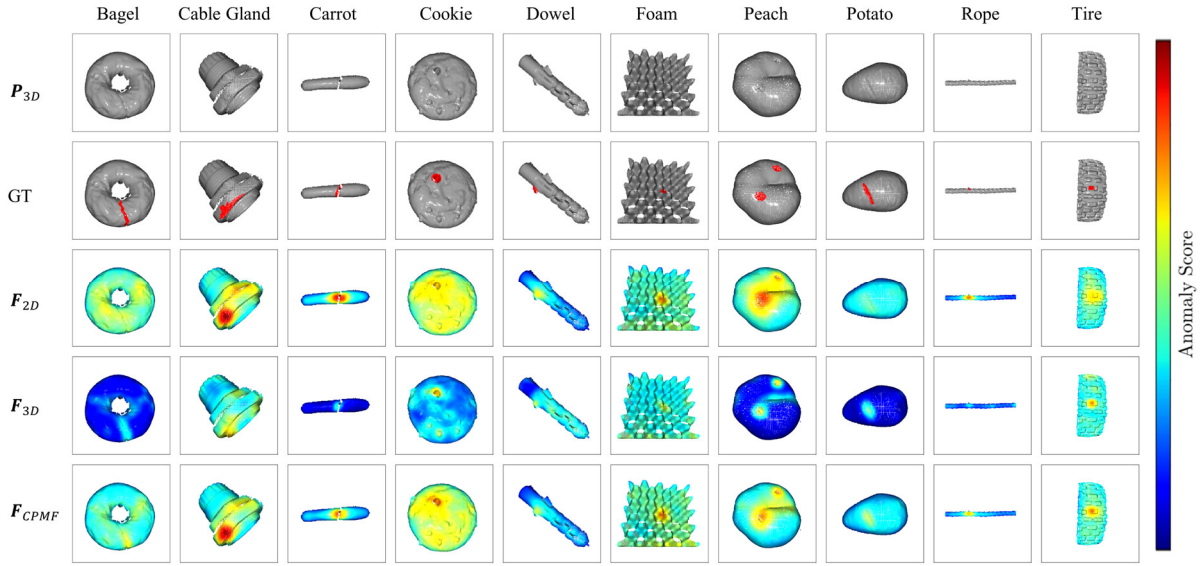 Bagel Cable Gland Carrot Cookie Dowel Foam Peach Potato Rope Tire
P3D
GT
F2D
F3D
FCPMF
Anomaly Score